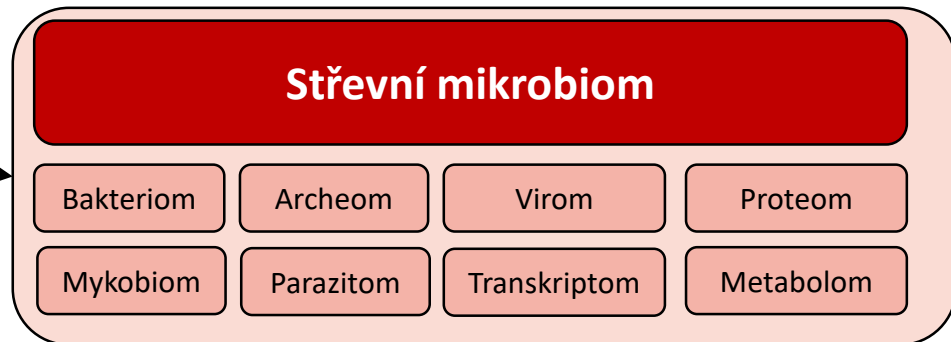 Střevní mikrobiom
Bakteriom
Archeom
Virom
Proteom
Mykobiom
Parazitom
Transkriptom
Metabolom